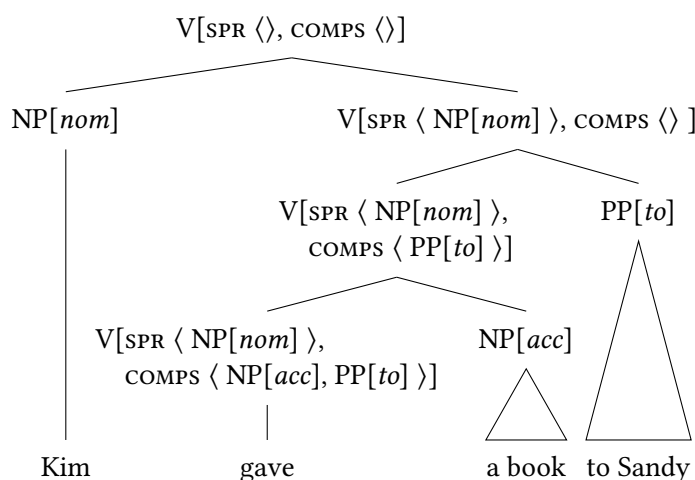 V[SPR ⟨⟩, COMPS ⟨⟩]
NP[nom] V[SPR ⟨ NP[nom] ⟩, COMPS ⟨⟩ ]
V[SPR ⟨ NP[nom] ⟩, PP[to]
COMPS ⟨ PP[to] ⟩]
V[SPR ⟨ NP[nom] ⟩, NP[acc]
COMPS ⟨ NP[acc], PP[to] ⟩]
Kim gave a book to Sandy